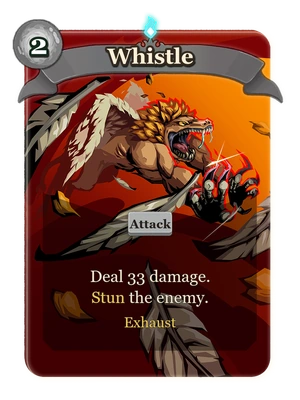 2
Whistle
Attack
Deal 33 damage.
Stun the enemy.
Exhaust